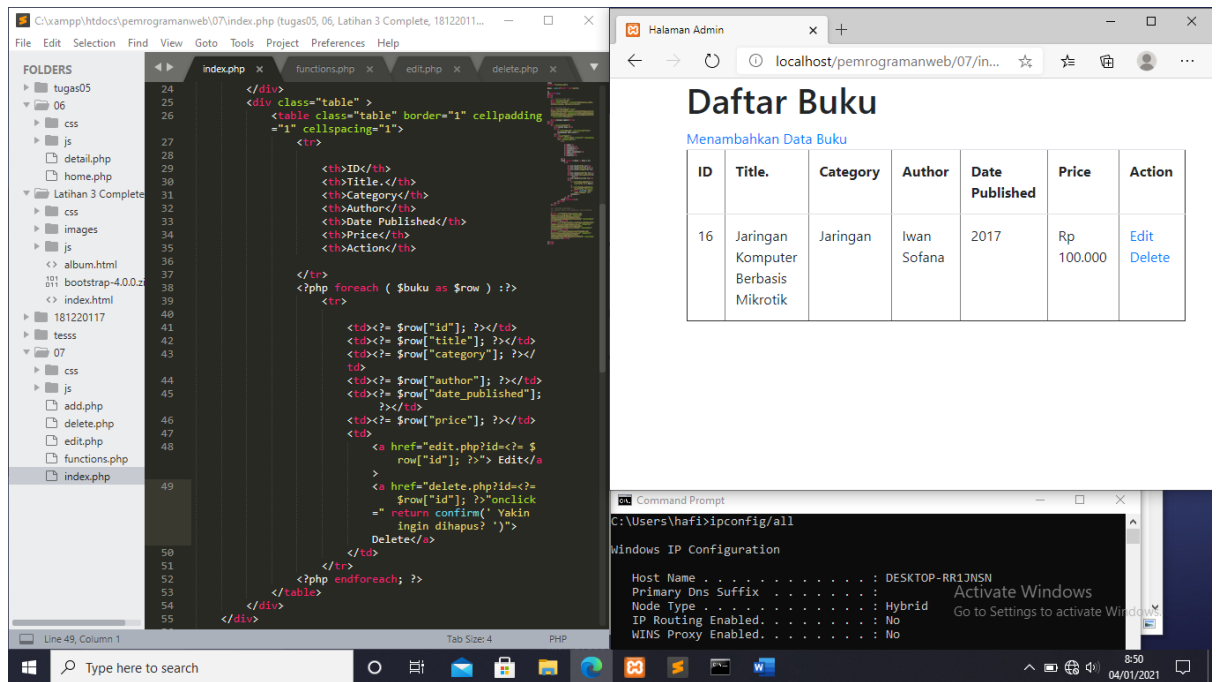 C:\xampp\htdocs\pemrogramanweb\07\index.php (tugas05, 06, Latihan 3 Complete, 18122011...
File Edit Selection Find View Goto Tools Project Preferences Help
FOLDERS
tugas05
06
css
js
detail.php
home.php
Latihan 3 Complete
css
images
js
album.html
bootstrap-4.0.0.zi
index.html
181220117
tesss
07
css
js
add.php
delete.php
edit.php
functions.php
index.php
index.php × functions.php × edit.php × delete.php ×
24 </div>
25 <div class="table" >
26 <table class="table" border="1" cellpadding
="1" cellspacing="1">
27 <tr>
28
29 <th>ID</th>
30 <th>Title.</th>
31 <th>Category</th>
32 <th>Author</th>
33 <th>Date Published</th>
34 <th>Price</th>
35 <th>Action</th>
36
37 </tr>
38 <?php foreach ( $buku as $row ) :?>
39 <tr>
40
41 <td><?= $row["id"]; ?></td>
42 <td><?= $row["title"]; ?></td>
43 <td><?= $row["category"]; ?></
td>
44 <td><?= $row["author"]; ?></td>
45 <td><?= $row["date_published"];
?></td>
46 <td><?= $row["price"]; ?></td>
47 <td>
48 <a href="edit.php?id=<?= $
row["id"]; ?>"> Edit</a
>
49 <a href="delete.php?id=<?=
$row["id"]; ?>"onclick
=" return confirm(' Yakin
ingin dihapus? ')">
Delete</a>
50 </td>
51 </tr>
52 <?php endforeach; ?>
53 </table>
54 </div>
55 </div>
Line 49, Column 1 Tab Size: 4 PHP
Halaman Admin
localhost/pemrogramanweb/07/in...
Daftar Buku
Menambahkan Data Buku
ID Title. Category Author Date Published Price Action
16 Jaringan Komputer Berbasis Mikrotik Jaringan Iwan Sofana 2017 Rp 100.000 Edit Delete
Command Prompt
C:\Users\hafi>ipconfig/all
Windows IP Configuration
Host Name . . . . . . . . . . . . : DESKTOP-RR1JNSN
Primary Dns Suffix . . . . . . . :
Node Type . . . . . . . . . . . . : Hybrid
IP Routing Enabled. . . . . . . . : No
WINS Proxy Enabled. . . . . . . . : No
Activate Windows
Go to Settings to activate Windows.
Type here to search
8:50
04/01/2021